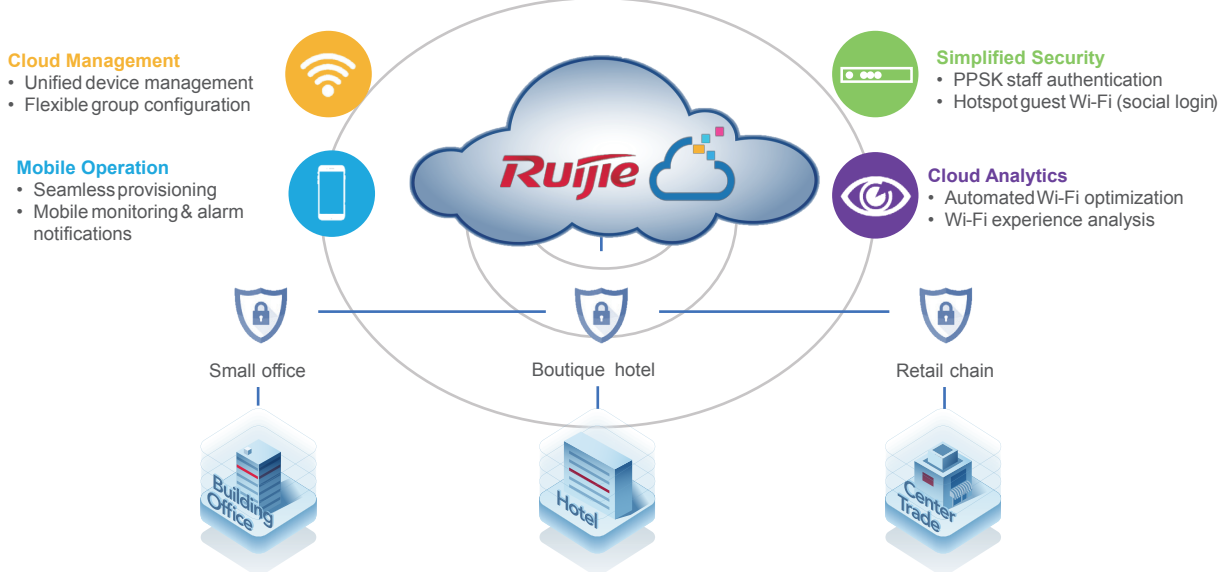 Cloud Management
• Unified device management
• Flexible group configuration
Mobile Operation
• Seamless provisioning
• Mobile monitoring & alarm
notifications
Ruijie
Simplified Security
• PPSK staff authentication
• Hotspot guest Wi-Fi (social login)
Cloud Analytics
• Automated Wi-Fi optimization
• Wi-Fi experience analysis
Small office
Boutique hotel
Retail chain
Building
Office
Hotel
Center
Trade